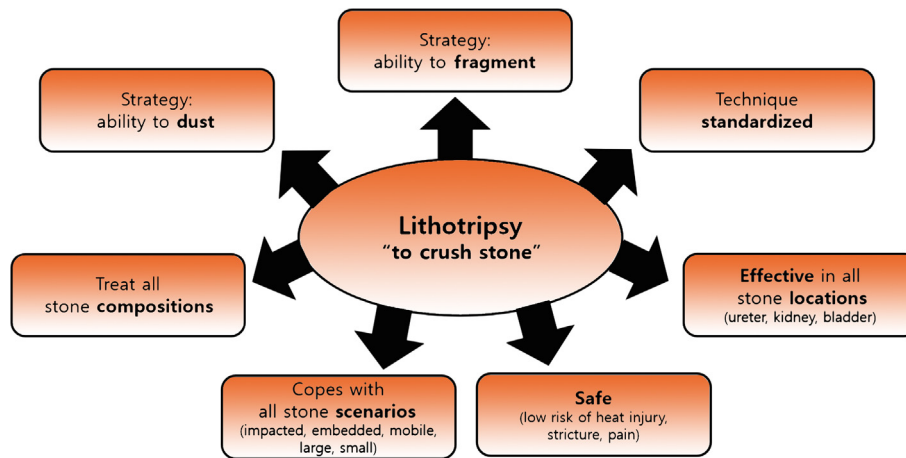 Strategy:
ability to fragment
Strategy:
ability to dust
Technique
standardized
Lithotripsy
“to crush stone”
Treat all
stone compositions
Effective in all
stone locations
(ureter, kidney, bladder)
Copes with
all stone scenarios
(impacted, embedded, mobile,
large, small)
Safe
(low risk of heat injury,
stricture, pain)